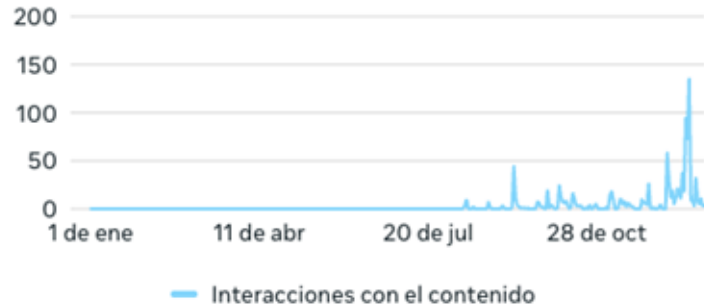 200
150
100
50
0
1 de ene 11 de abr 20 de jul 28 de oct
Interacciones con el contenido